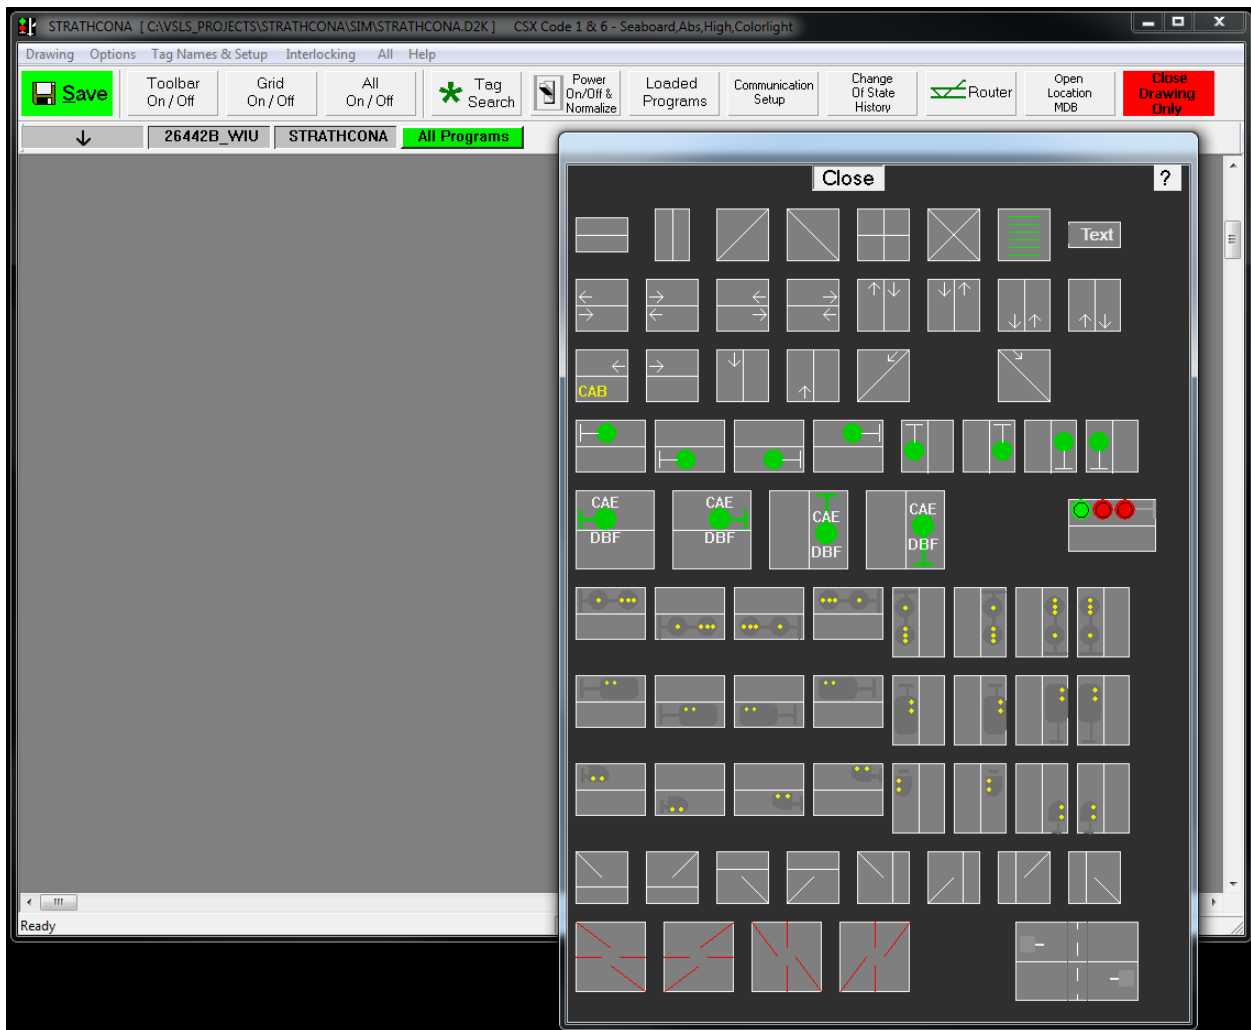 STRATHCONA [ C:\VSLS_PROJECTS\STRATHCONA\SIM\STRATHCONA.D2K ] CSX Code 1 & 6 - Seaboard,Abs,High,Colorlight
Drawing Options Tag Names & Setup Interlocking All Help
Save
Toolbar
On / Off
Grid
On / Off
All
On / Off
Tag
Search
Power
On/Off &
Normalize
Loaded
Programs
Communication
Setup
Change
Of State
History
Router
Open
Location
MDB
Close
Drawing
Only
26442B_WIU STRATHCONA All Programs
Close ?
Text
CAB
CAE
DBF
CAE
DBF
CAE
DBF
CAE
DBF
Ready